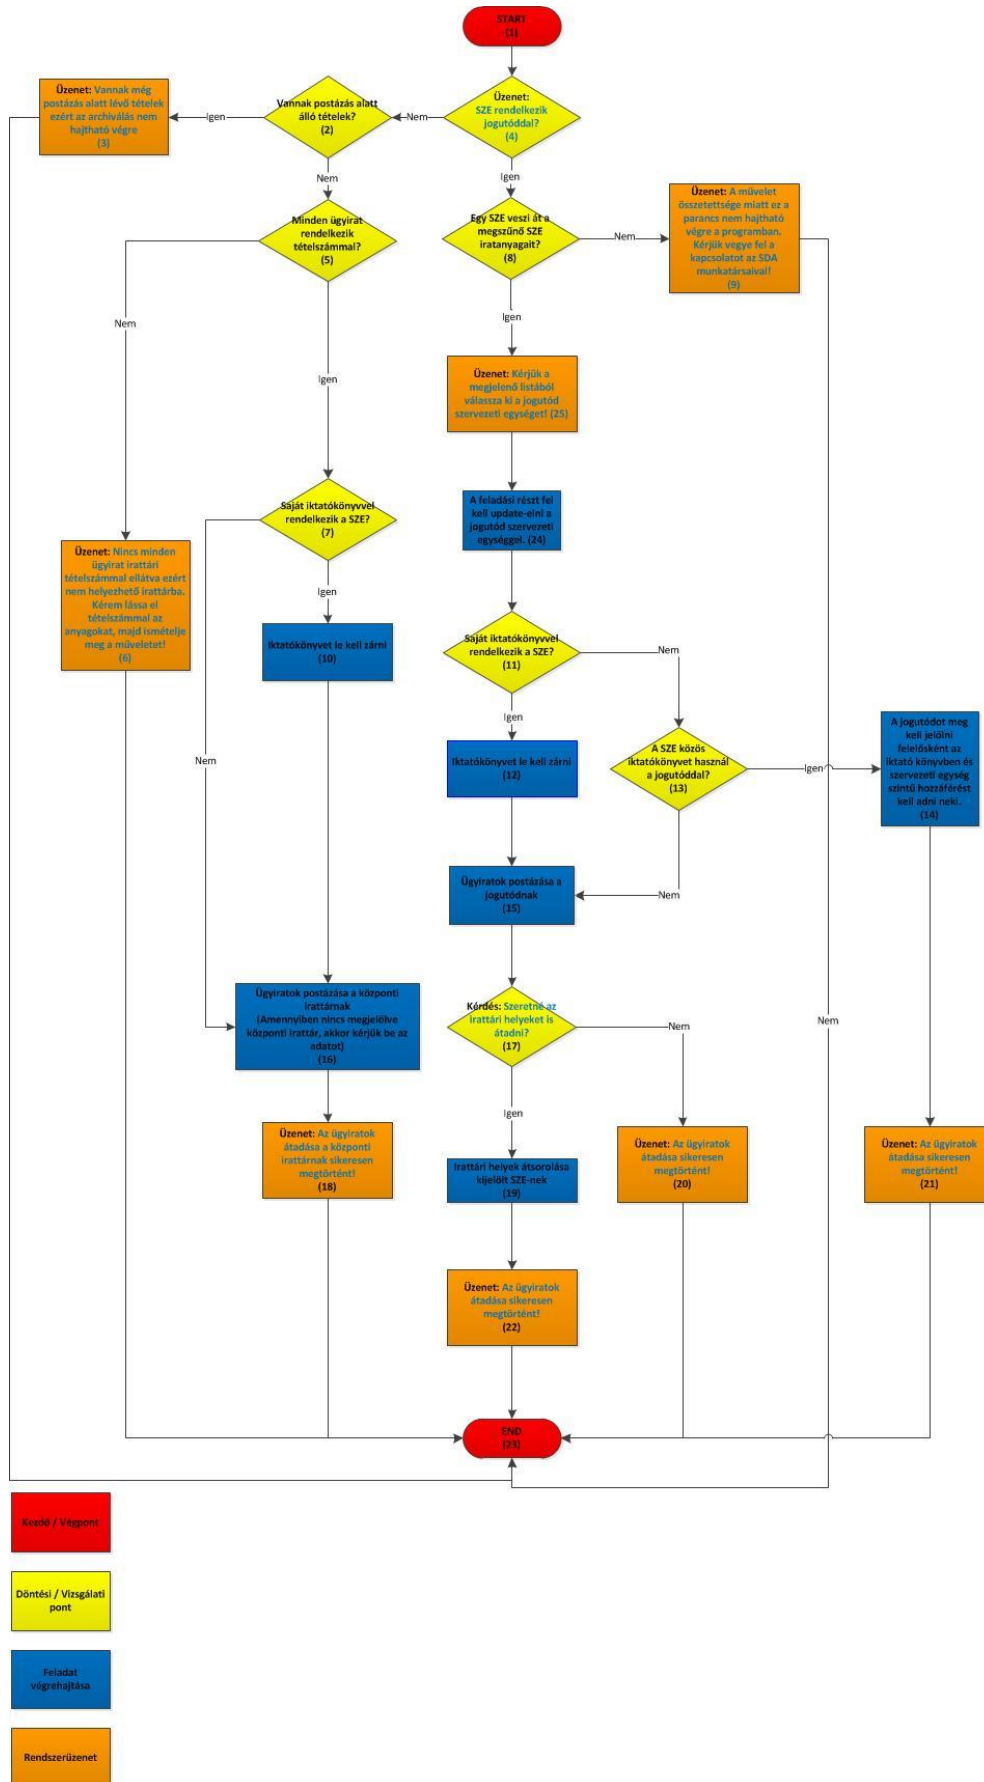 START
(1)
Üzenet:
SZE rendelkezik
jogutóddal?
(4)
Nem
Vannak postázás alatt
álló tételek?
(2)
Igen
Üzenet: Vannak még
postázás alatt lévő tételek
ezért az archiválás nem
hajtható végre
(3)
Nem
Igen
Minden ügyirat
rendelkezik
tételszámmal?
(5)
Egy SZE veszi át a
megszűnő SZE
iratanyagait?
(8)
Nem
Üzenet: A művelet
összetettsége miatt ez a
parancs nem hajtható
végre a programban.
Kérjük vegye fel a
kapcsolatot az SDA
munkatársaival!
(9)
Nem
Igen
Igen
Üzenet: Kérjük a
megjelenő listából
válassza ki a jogutód
szervezeti egységet! (25)
Saját iktatókönyvvel
rendelkezik a SZE?
(7)
A feladási részt fel
kell update-elni a
jogutód szervezeti
egységgel. (24)
Üzenet: Nincs minden
ügyirat irattári
tételszámmal ellátva ezért
nem helyezhető irattárba.
Kérem lássa el
tételszámmal az
anyagokat, majd ismételje
meg a műveletet!
(6)
Igen
Iktatókönyvet le kell zárni
(10)
Saját iktatókönyvvel
rendelkezik a SZE?
(11)
Nem
Igen
Nem
Iktatókönyvet le kell zárni
(12)
A SZE közös
iktatókönyvet használ
a jogutóddal?
(13)
Igen
A jogutódot meg
kell jelölni
felelősként az
iktató könyvben és
szervezeti egység
szintű hozzáférést
kell adni neki.
(14)
Ügyiratok postázása a
jogutódnak
(15)
Nem
Ügyiratok postázása a központi
irattárnak
(Amennyiben nincs megjelölve
központi irattár, akkor kérjük be az
adatot)
(16)
Kérdés: Szeretné az
irattári helyeket is
átadni?
(17)
Nem
Nem
Igen
Üzenet: Az ügyiratok
átadása a központi
irattárnak sikeresen
megtörtént!
(18)
Irattári helyek átsorolása
kijelölt SZE-nek
(19)
Üzenet: Az ügyiratok
átadása sikeresen
megtörtént!
(20)
Üzenet: Az ügyiratok
átadása sikeresen
megtörtént!
(21)
Üzenet: Az ügyiratok
átadása sikeresen
megtörtént!
(22)
END
(23)
Kezdő / Végpont
Döntési / Vizsgálati
pont
Feladat
végrehajtása
Rendszerüzenet